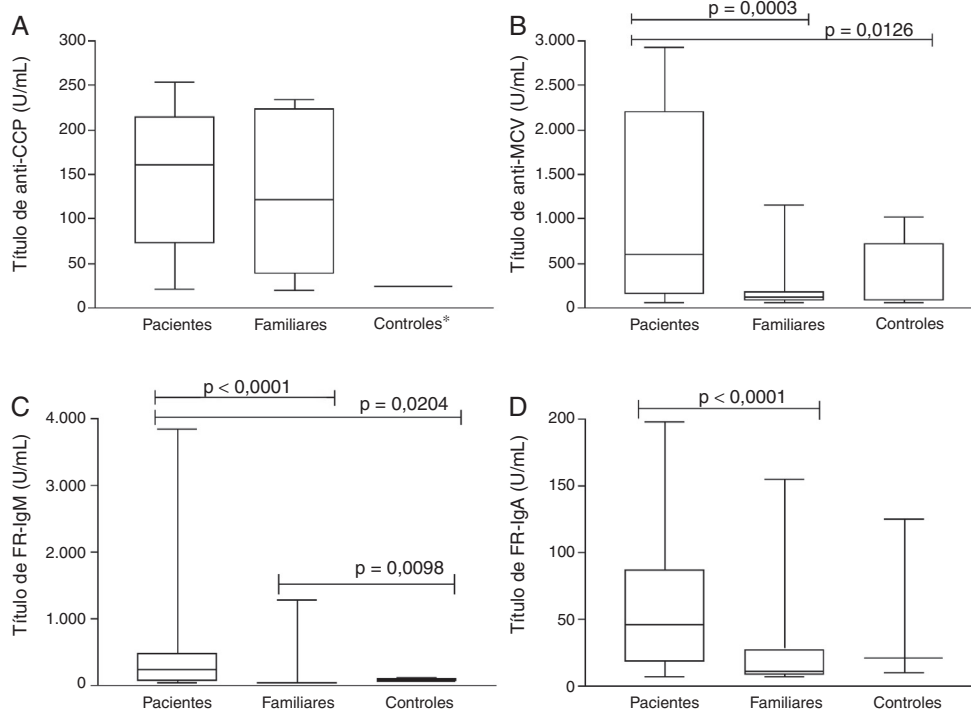 A
Título de anti-CCP (U/mL)
300
250
200
150
100
50
0
Pacientes
Familiares
Controles*
B
p = 0,0003
p = 0,0126
Título de anti-MCV (U/mL)
3.000
2.500
2.000
1.500
1.000
500
0
Pacientes
Familiares
Controles
C
p < 0,0001
p = 0,0204
p = 0,0098
Título de FR-IgM (U/mL)
4.000
3.000
2.000
1.000
0
Pacientes
Familiares
Controles
D
p < 0,0001
Título de FR-IgA (U/mL)
200
150
100
50
0
Pacientes
Familiares
Controles